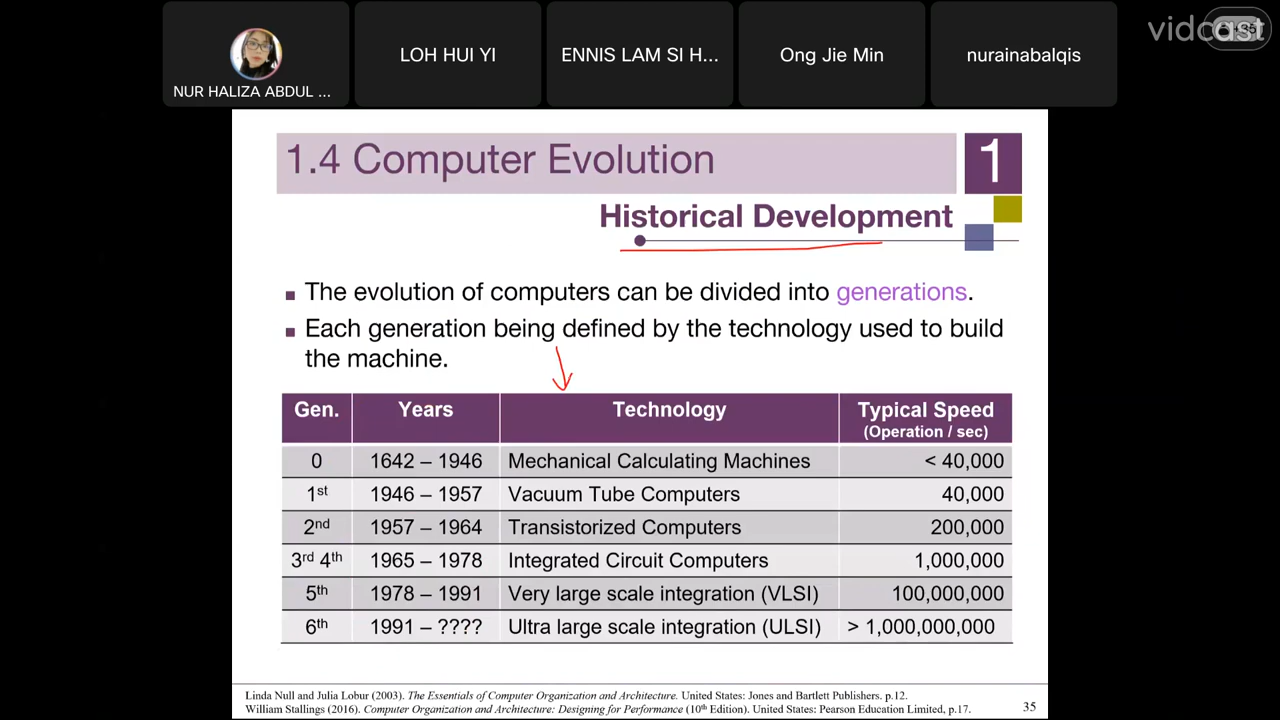 vidcast
NUR HALIZA ABDUL ...
LOH HUI YI
ENNIS LAM SI H...
Ong Jie Min
nurainabalqis
1.4 Computer Evolution
1
Historical Development
The evolution of computers can be divided into generations.
Each generation being defined by the technology used to build
the machine.
Gen. Years Technology Typical Speed
(Operation / sec)
0 1642 – 1946 Mechanical Calculating Machines < 40,000
1st 1946 – 1957 Vacuum Tube Computers 40,000
2nd 1957 – 1964 Transistorized Computers 200,000
3rd 4th 1965 – 1978 Integrated Circuit Computers 1,000,000
5th 1978 – 1991 Very large scale integration (VLSI) 100,000,000
6th 1991 – ???? Ultra large scale integration (ULSI) > 1,000,000,000
Linda Null and Julia Lobur (2003). The Essentials of Computer Organization and Architecture. United States: Jones and Bartlett Publishers. p.12.
William Stallings (2016). Computer Organization and Architecture: Designing for Performance (10th Edition). United States: Pearson Education Limited, p.17.
35